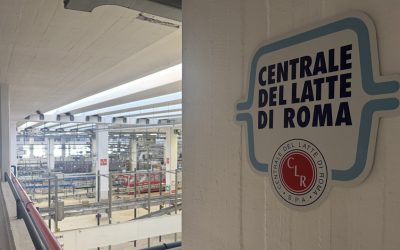 CENTRALE
DEL LATTE
DI ROMA
CENTRALE DEL LATTE DI ROMA
CLR
S.P.A.